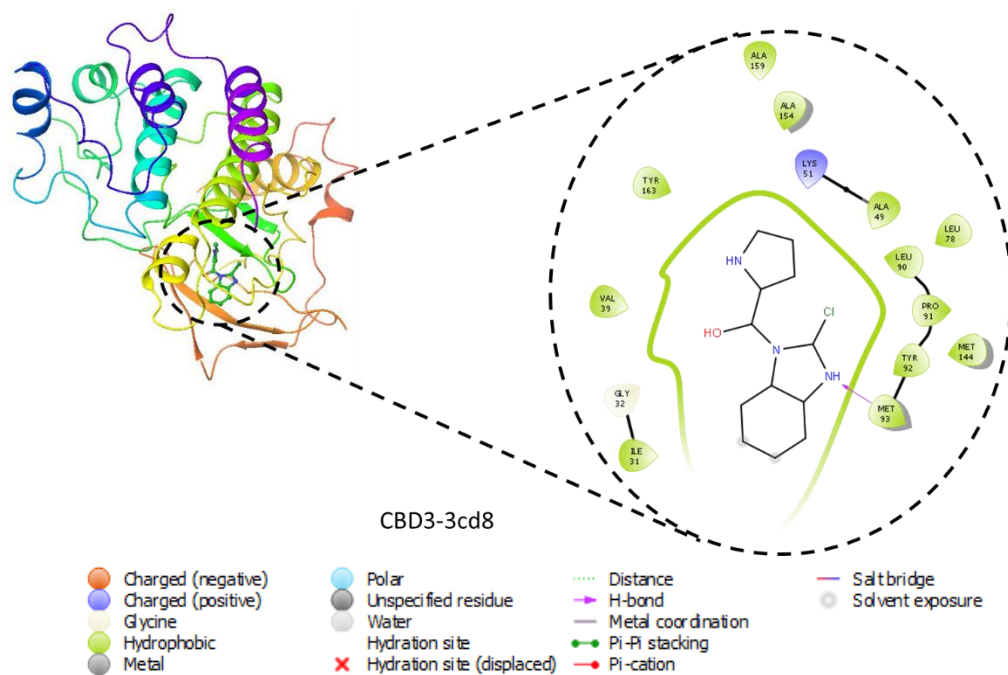 ALA
159
ALA
154
LYS
51
TYR
163
ALA
49
LEU
78
LEU
90
NH
Cl
VAL
39
PRO
91
HO
MET
144
N
TYR
92
NH
GLY
32
MET
93
ILE
31
CBD3-3cd8
Charged (negative)
Charged (positive)
Glycine
Hydrophobic
Metal
Polar
Unspecified residue
Water
Hydration site
Hydration site (displaced)
Distance
H-bond
Metal coordination
Pi-Pi stacking
Pi-cation
Salt bridge
Solvent exposure